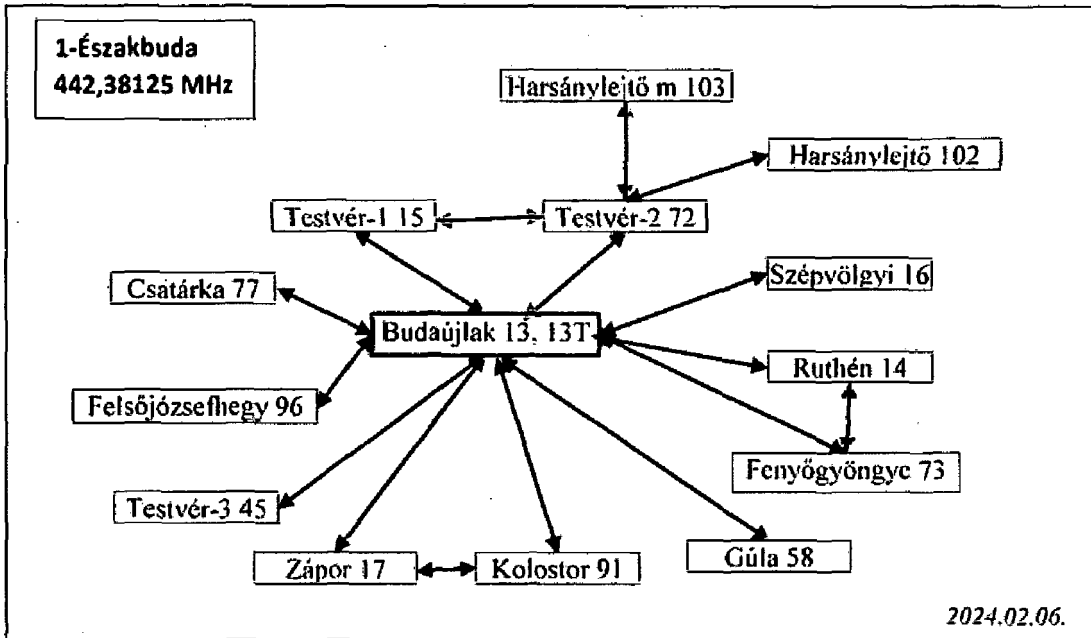 1-Északbuda
442,38125 MHz
Harsánylejtő m 103
Harsánylejtő 102
Testvér-1 15
Testvér-2 72
Csatárka 77
Szépvölgyi 16
Budaújlak 13, 13T
Ruthén 14
Felsőjózsefhegy 96
Fenyőgyöngye 73
Testvér-3 45
Zápor 17
Kolostor 91
Gúla 58
2024.02.06.